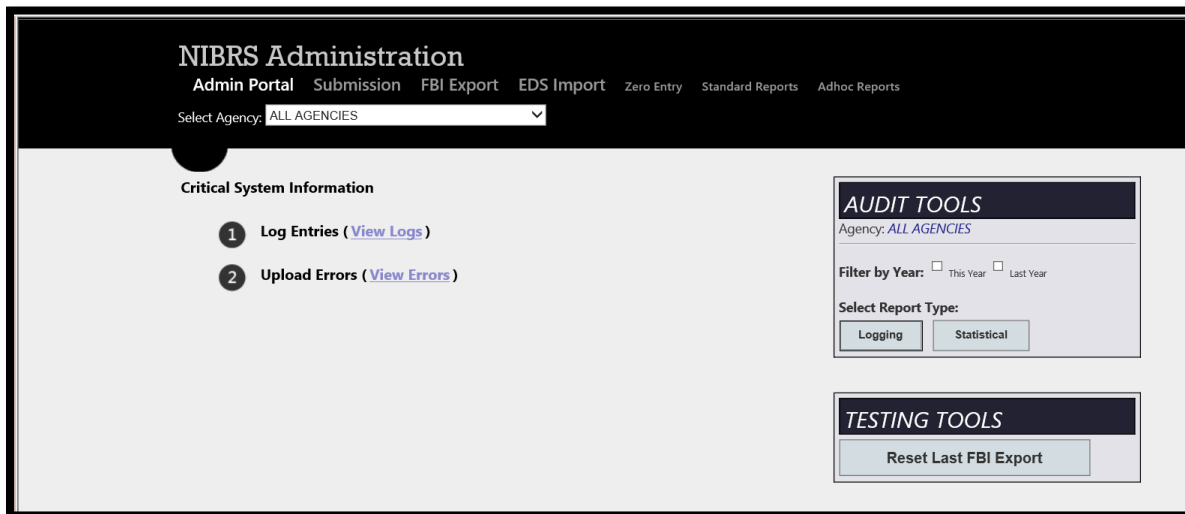 NIBRS Administration
Admin Portal Submission FBI Export EDS Import Zero Entry Standard Reports Adhoc Reports
Select Agency: ALL AGENCIES
Critical System Information
1 Log Entries ( View Logs )
2 Upload Errors ( View Errors )
AUDIT TOOLS
Agency: ALL AGENCIES
Filter by Year: This Year Last Year
Select Report Type:
Logging Statistical
TESTING TOOLS
Reset Last FBI Export